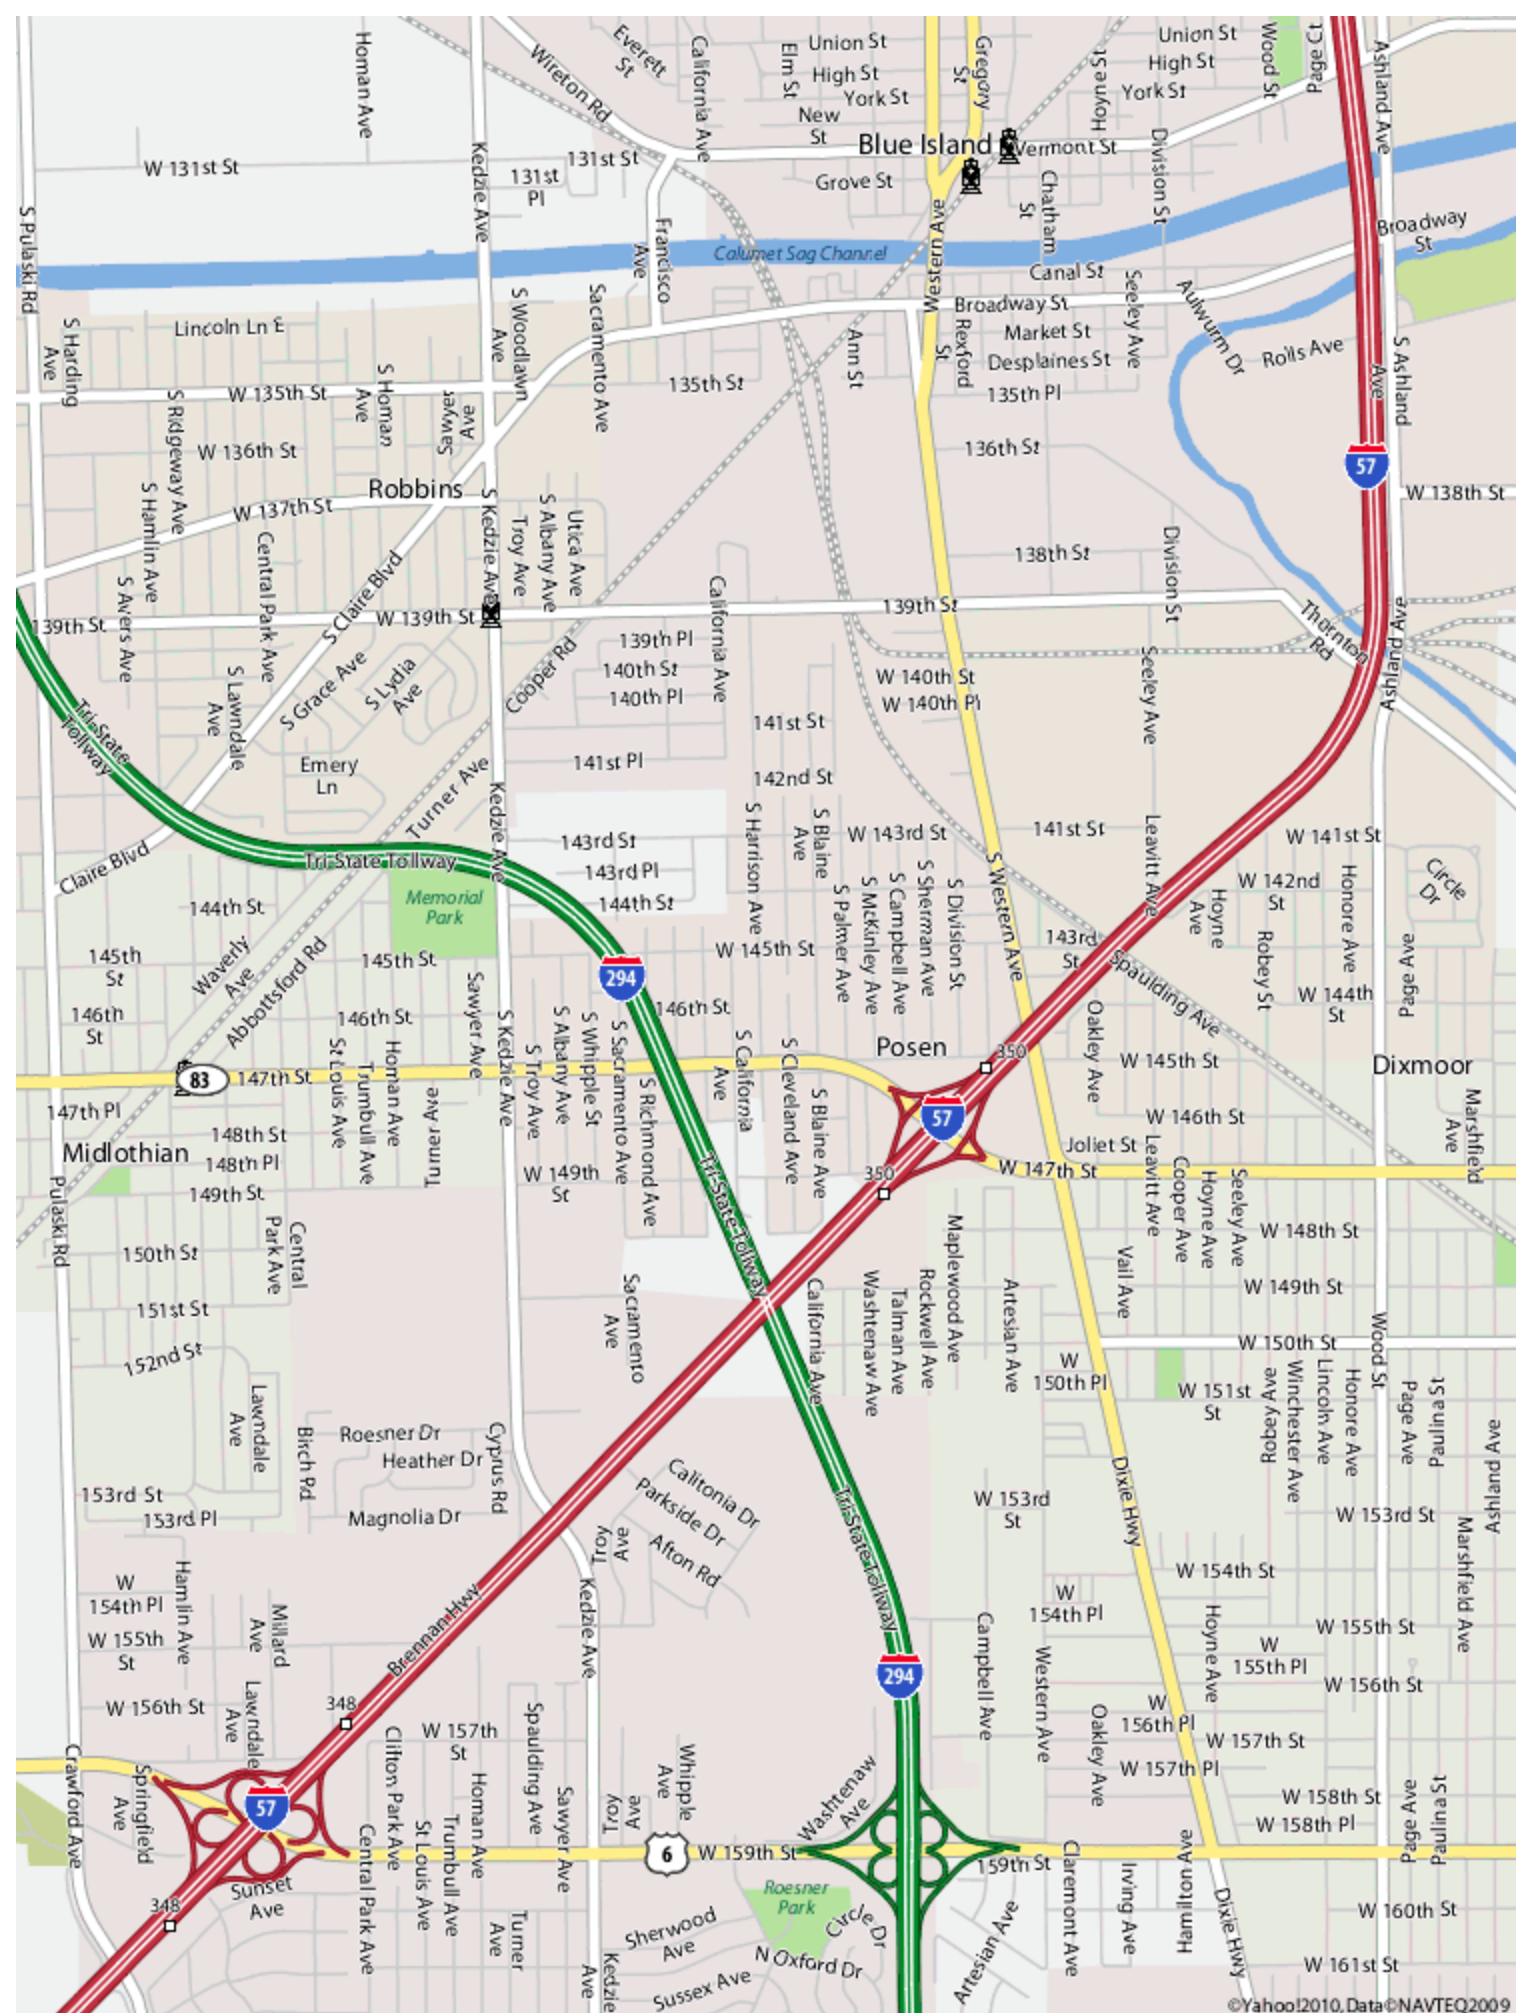 Homan Ave
Wireton Rd
Everett
St
California Ave
Elm St
Union St
High St
York St
New
St
Gregory
St
Hoyne St
Union St
High St
York St
Wood St
Page Ct
Ashland Ave
W 131st St
Kedzie Ave
131st St
131st
Pl
Blue Island
Vermont St
Division St
Grove St
Chatham
St
S Pulaski Rd
Francisco
Ave
Calumet Sag Channel
Western Ave
Broadway
St
Canal St
Seeley Ave
Aulwurm Dr
Broadway St
Market St
Desplaines St
Rexford
St
Rolls Ave
135th Pl
136th St
Ann St
135th St
Lincoln Ln E
S Harding
Ave
S Woodlawn
Ave
Sacramento Ave
W 135th St
S Ridgeway Ave
S Homan
Ave
Sawyer
Ave
W 136th St
Robbins
W 137th St
S Hamlin Ave
S Kedzie Ave
Troy Ave
S Albany Ave
Utica Ave
S Ashland
Ave
57
W 138th St
138th St
Division St
Central Park Ave
S Avers Ave
S Claire Blvd
139th St
W 139th St
139th St
California Ave
139th Pl
140th St
140th Pl
Cooper Rd
W 140th St
W 140th Pl
Thornton
Rd
Ashland Ave
Seeley Ave
S Lawndale
Ave
S Grace Ave
S Lydia
Ave
Tri-State
Tollway
Emery
Ln
Turner Ave
141st St
141st Pl
142nd St
Kedzie Ave
143rd St
143rd Pl
144th St
S Harrison Ave
S Blaine
Ave
W 143rd St
141st St
Leavitt Ave
W 141st St
Claire Blvd
Tri-State Tollway
Memorial
Park
144th St
145th
St
145th St
Waverly
Ave
Abbottsford Rd
146th
St
146th St
294
W 145th St
146th St
S Palmer Ave
S McKinley Ave
S Campbell Ave
S Sherman Ave
S Division St
S Western Ave
143rd
St
Spaulding Ave
W 142nd
St
Hoyne
Ave
Robey St
Honore Ave
Circle
Dr
Page Ave
W 144th
St
Oakley Ave
W 145th St
Dixmoor
Posen
350
83
147th St
147th Pl
Midlothian
148th St
148th Pl
149th St
St Louis Ave
Trumbull Ave
Homan Ave
Turner Ave
Sawyer Ave
S Kedzie Ave
S Troy Ave
S Albany Ave
S Whipple St
S Sacramento Ave
S Richmond Ave
S California
Ave
S Cleveland Ave
S Blaine Ave
W 149th
St
57
350
W 147th St
Joliet St
W 146th St
Marshfield
Ave
Leavitt Ave
Cooper Ave
Hoyne Ave
Seeley Ave
Pulaski Rd
150th St
Central
Park Ave
151st St
152nd St
Tri-State Tollway
Sacramento
Ave
California Ave
Washtenaw Ave
Talman Ave
Rockwell Ave
Maplewood Ave
Artesian Ave
Vail Ave
W 148th St
W 149th St
W 150th St
Wood St
W
150th Pl
W 151st
St
Robey Ave
Winchester Ave
Lincoln Ave
Honore Ave
Page Ave
Paulina St
Ashland Ave
Lawndale
Ave
Birch Rd
Roesner Dr
Heather Dr
Cyprus Rd
Magnolia Dr
153rd St
153rd Pl
Calitonia Dr
Parkside Dr
Afton Rd
Troy
Ave
Tri-State Tollway
W 153rd
St
Dixie Hwy
W 153rd St
W 154th St
Marshfield Ave
W
154th Pl
Hamlin Ave
W 155th
St
Millard
Ave
Brennan Hwy
Kedzie Ave
W
154th Pl
Hoyne Ave
W 155th St
W
155th Pl
W 156th St
294
Campbell Ave
Western Ave
W 156th St
Lawndale
Ave
348
W 157th
St
Clifton Park Ave
Spaulding Ave
W
156th Pl
W 157th St
W 157th Pl
Oakley Ave
W 158th St
W 158th Pl
Crawford Ave
Springfield
Ave
57
Homan Ave
Trumbull Ave
St Louis Ave
Central Park Ave
Sawyer Ave
Troy
Ave
Whipple
Ave
Washtenaw
Ave
6
W 159th St
159th St
Page Ave
Paulina St
348
Sunset
Ave
Turner
Ave
Kedzie
Ave
Sherwood
Ave
Sussex Ave
Roesner
Park
Circle Dr
N Oxford Dr
Artesian Ave
Claremont Ave
Irving Ave
Hamilton Ave
Dixie Hwy
W 160th St
W 161st St
©Yahoo!2010, Data©NAVTEQ2009